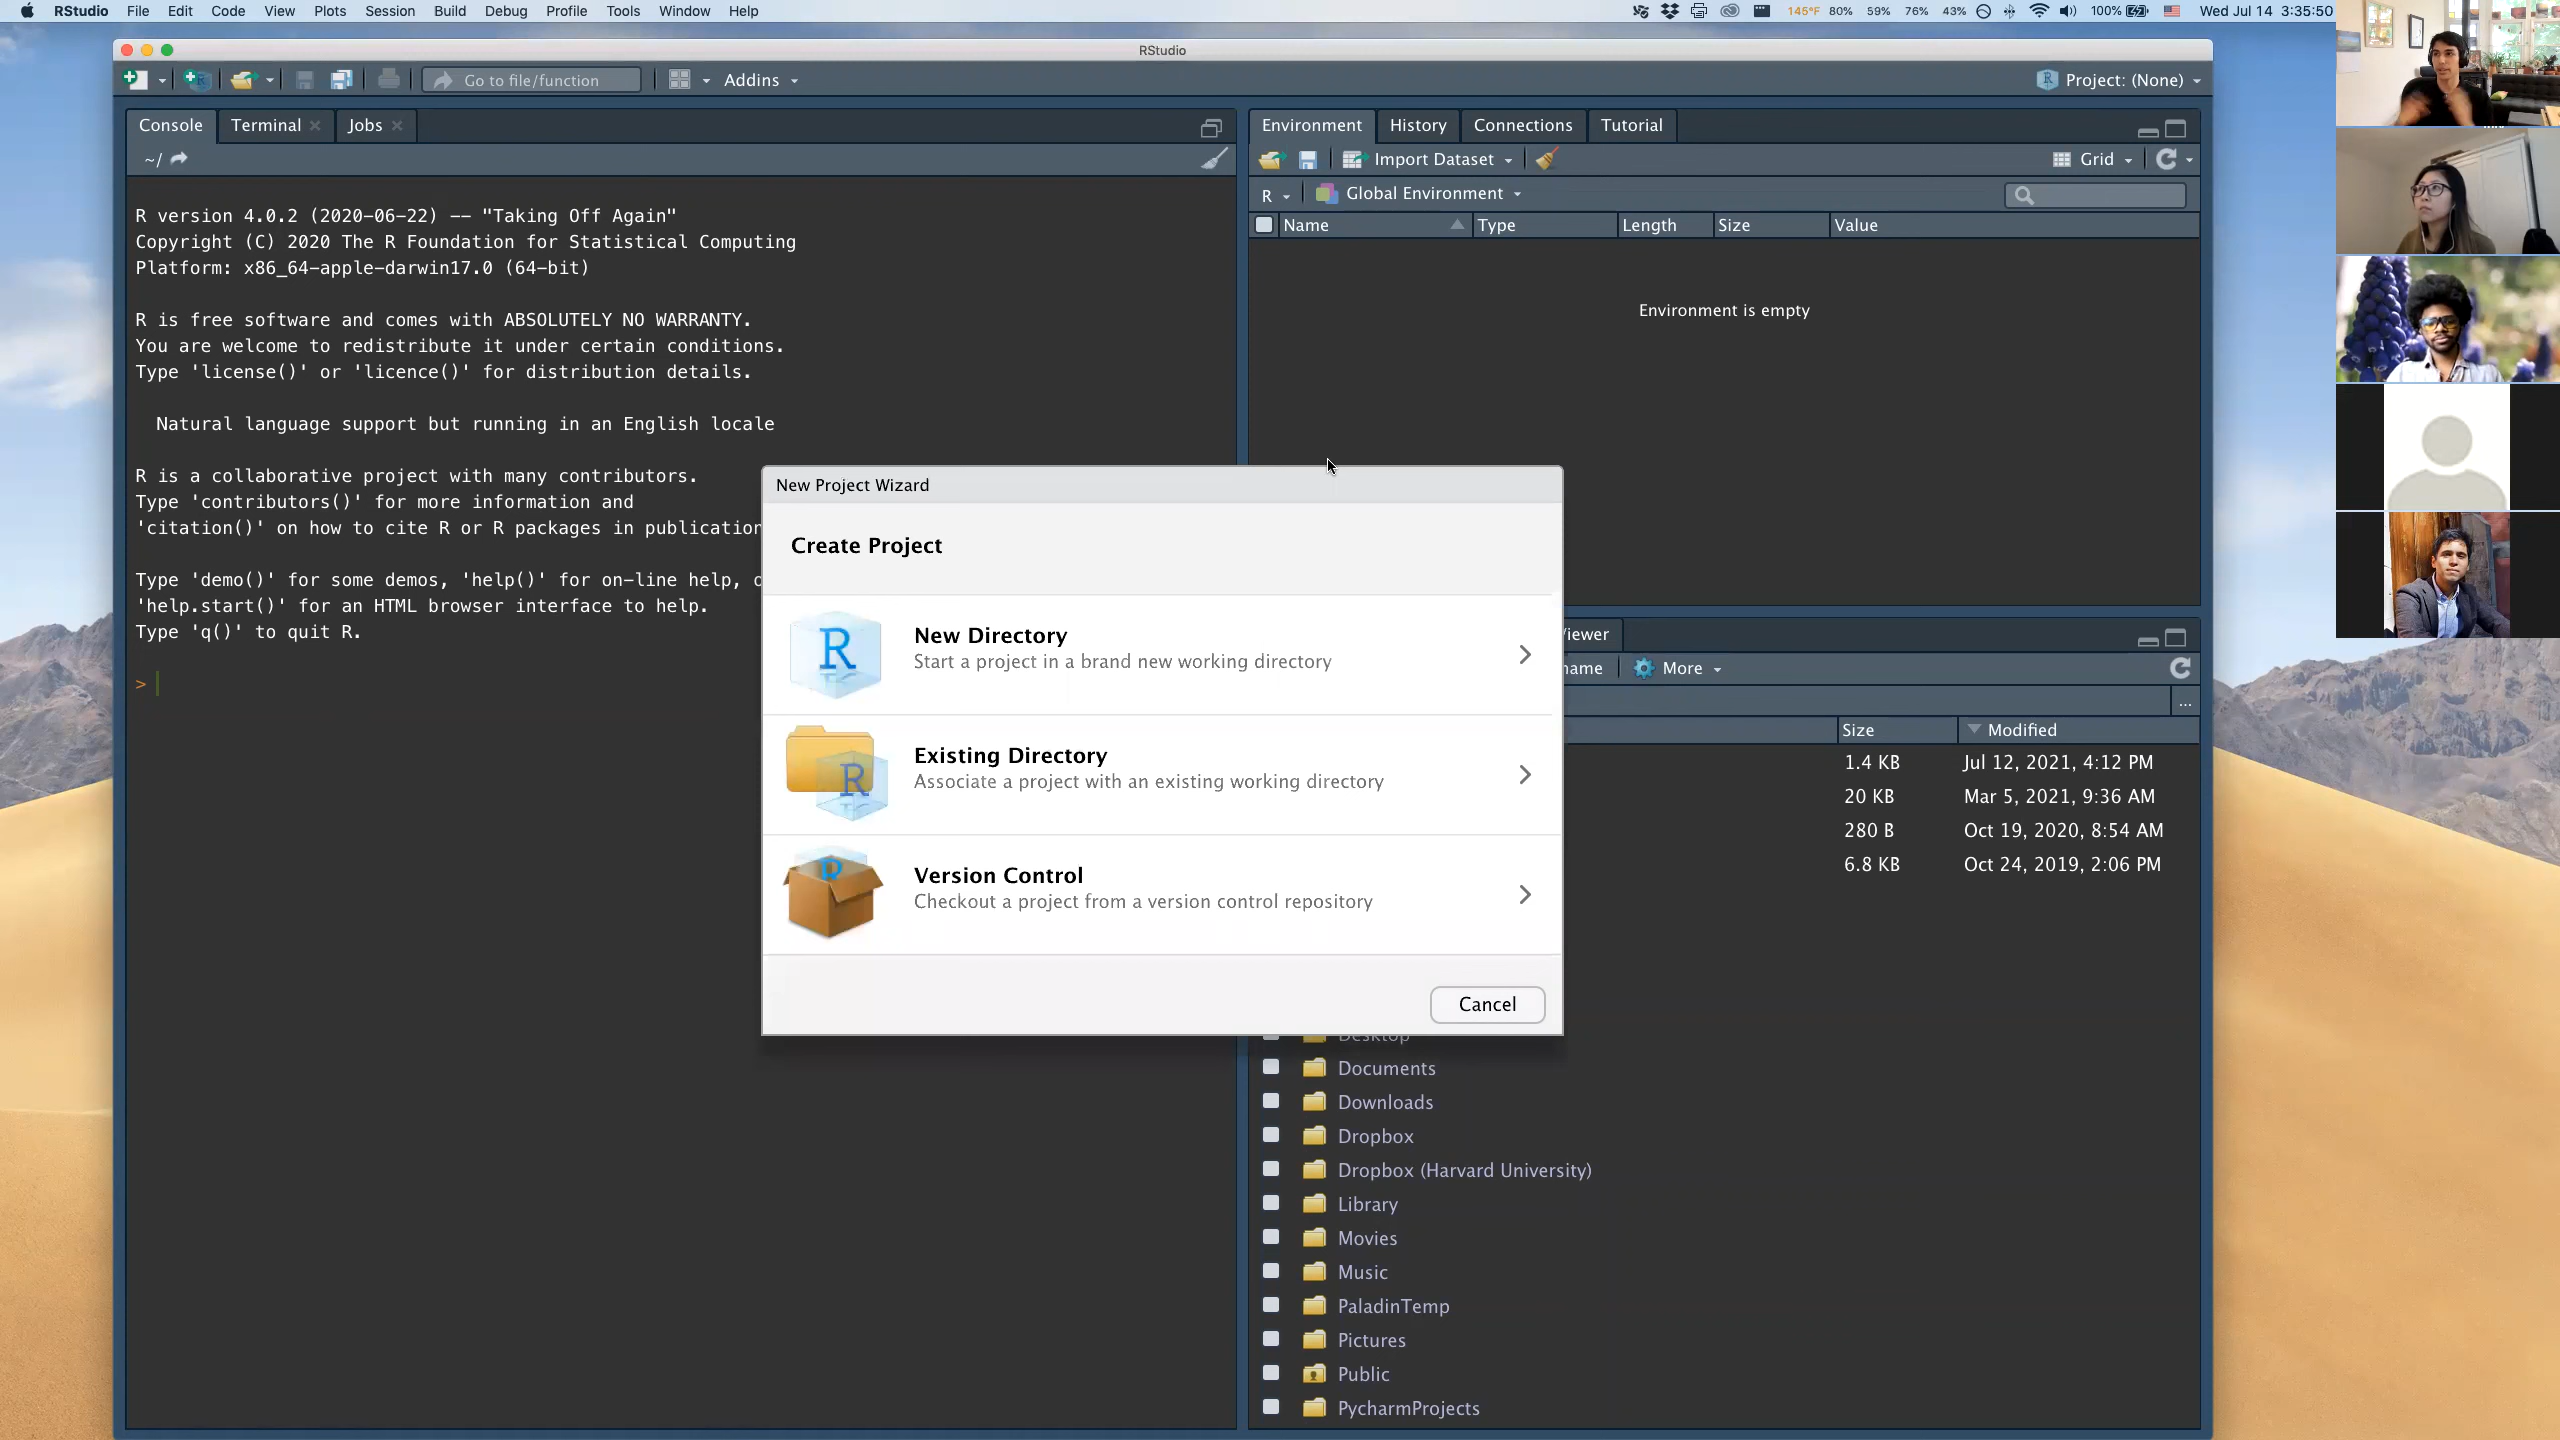 RStudio File Edit Code View Plots Session Build Debug Profile Tools Window Help
145°F 80% 59% 76% 43% 100% Wed Jul 14 3:35:50
RStudio
Go to file/function Addins Project: (None)
Console Terminal Jobs
~/
R version 4.0.2 (2020-06-22) -- "Taking Off Again"
Copyright (C) 2020 The R Foundation for Statistical Computing
Platform: x86_64-apple-darwin17.0 (64-bit)
R is free software and comes with ABSOLUTELY NO WARRANTY.
You are welcome to redistribute it under certain conditions.
Type 'license()' or 'licence()' for distribution details.
Natural language support but running in an English locale
R is a collaborative project with many contributors.
Type 'contributors()' for more information and
'citation()' on how to cite R or R packages in publication
Type 'demo()' for some demos, 'help()' for on-line help, o
'help.start()' for an HTML browser interface to help.
Type 'q()' to quit R.
>
Environment History Connections Tutorial
Import Dataset Grid
R Global Environment
Name Type Length Size Value
Environment is empty
New Project Wizard
Create Project
R
New Directory
Start a project in a brand new working directory
R
Existing Directory
Associate a project with an existing working directory
R
Version Control
Checkout a project from a version control repository
Cancel
iewer
name More
...
Size Modified
1.4 KB Jul 12, 2021, 4:12 PM
20 KB Mar 5, 2021, 9:36 AM
280 B Oct 19, 2020, 8:54 AM
6.8 KB Oct 24, 2019, 2:06 PM
Desktop
Documents
Downloads
Dropbox
Dropbox (Harvard University)
Library
Movies
Music
PaladinTemp
Pictures
Public
PycharmProjects